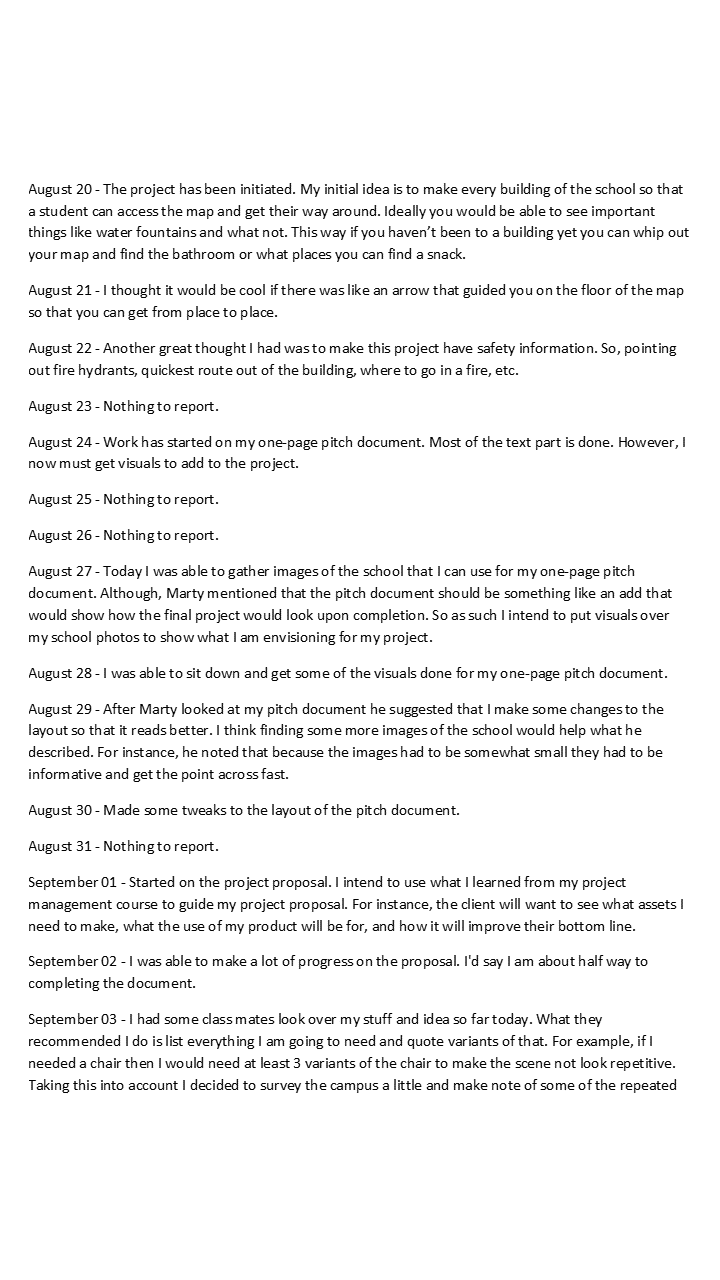 August 20 - The project has been initiated. My initial idea is to make every building of the school so that
a student can access the map and get their way around. Ideally you would be able to see important
things like water fountains and what not. This way if you haven’t been to a building yet you can whip out
your map and find the bathroom or what places you can find a snack.
August 21 - I thought it would be cool if there was like an arrow that guided you on the floor of the map
so that you can get from place to place.
August 22 - Another great thought I had was to make this project have safety information. So, pointing
out fire hydrants, quickest route out of the building, where to go in a fire, etc.
August 23 - Nothing to report.
August 24 - Work has started on my one-page pitch document. Most of the text part is done. However, I
now must get visuals to add to the project.
August 25 - Nothing to report.
August 26 - Nothing to report.
August 27 - Today I was able to gather images of the school that I can use for my one-page pitch
document. Although, Marty mentioned that the pitch document should be something like an add that
would show how the final project would look upon completion. So as such I intend to put visuals over
my school photos to show what I am envisioning for my project.
August 28 - I was able to sit down and get some of the visuals done for my one-page pitch document.
August 29 - After Marty looked at my pitch document he suggested that I make some changes to the
layout so that it reads better. I think finding some more images of the school would help what he
described. For instance, he noted that because the images had to be somewhat small they had to be
informative and get the point across fast.
August 30 - Made some tweaks to the layout of the pitch document.
August 31 - Nothing to report.
September 01 - Started on the project proposal. I intend to use what I learned from my project
management course to guide my project proposal. For instance, the client will want to see what assets I
need to make, what the use of my product will be for, and how it will improve their bottom line.
September 02 - I was able to make a lot of progress on the proposal. I'd say I am about half way to
completing the document.
September 03 - I had some class mates look over my stuff and idea so far today. What they
recommended I do is list everything I am going to need and quote variants of that. For example, if I
needed a chair then I would need at least 3 variants of the chair to make the scene not look repetitive.
Taking this into account I decided to survey the campus a little and make note of some of the repeated